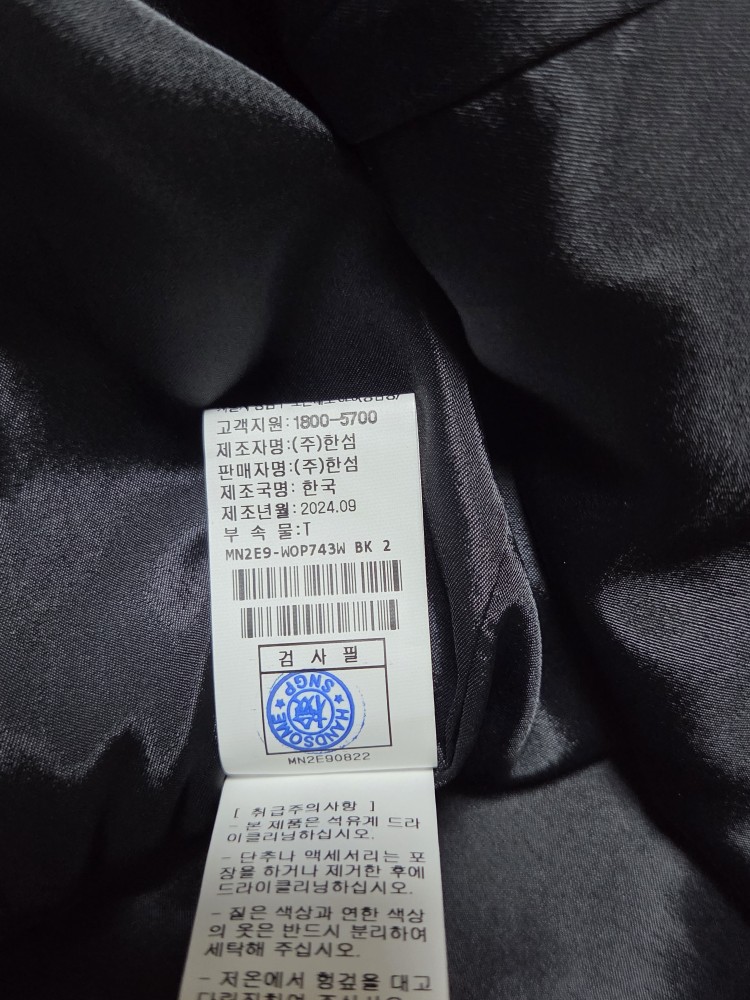 고객지원:1800-5700
제조자명:(주)한섬
판매자명:(주)한섬
제조국명: 한국
제조년월:2024.09
부 속 물:T
MN2E9-WOP743W BK 2
검 사 필
SNGP
HANDSOME
MN2E90822
[ 취급주의사항 ]
- 본 제품은 석유계 드라
이클리닝하십시오.
- 단추나 액세서리는 포
장을 하거나 제거한 후에
드라이클리닝하십시오.
- 짙은 색상과 연한 색상
의 옷은 반드시 분리하여
세탁해 주십시오.
- 저온에서 헝겊을 대고